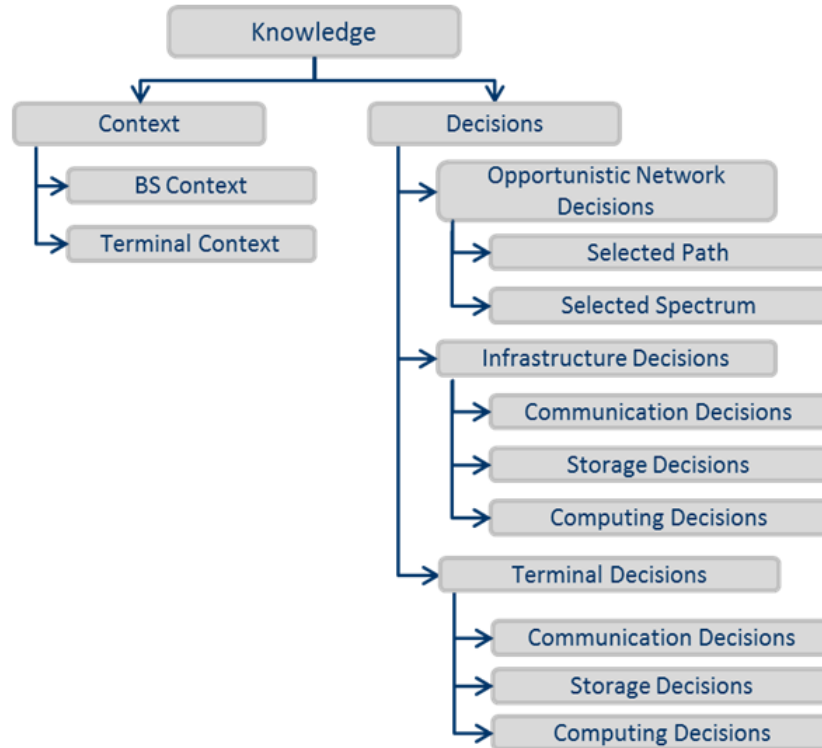 Knowledge
Context
Decisions
BS Context
Terminal Context
Opportunistic Network
Decisions
Selected Path
Selected Spectrum
Infrastructure Decisions
Communication Decisions
Storage Decisions
Computing Decisions
Terminal Decisions
Communication Decisions
Storage Decisions
Computing Decisions